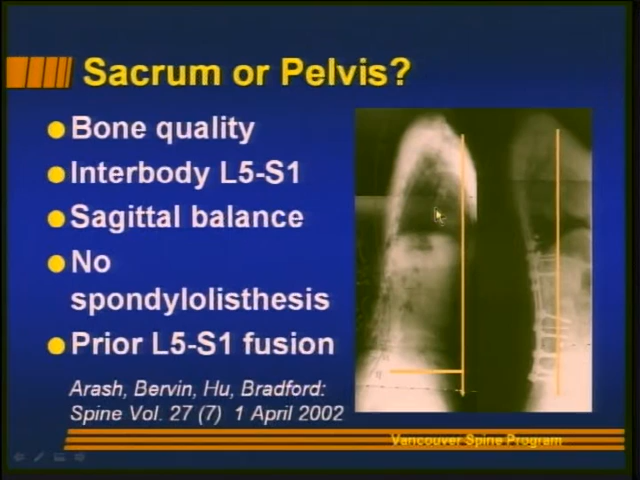 Sacrum or Pelvis?
Bone quality
Interbody L5-S1
Sagittal balance
No
spondylolisthesis
Prior L5-S1 fusion
Arash, Bervin, Hu, Bradford:
Spine Vol. 27 (7) 1 April 2002
Vancouver Spine Program